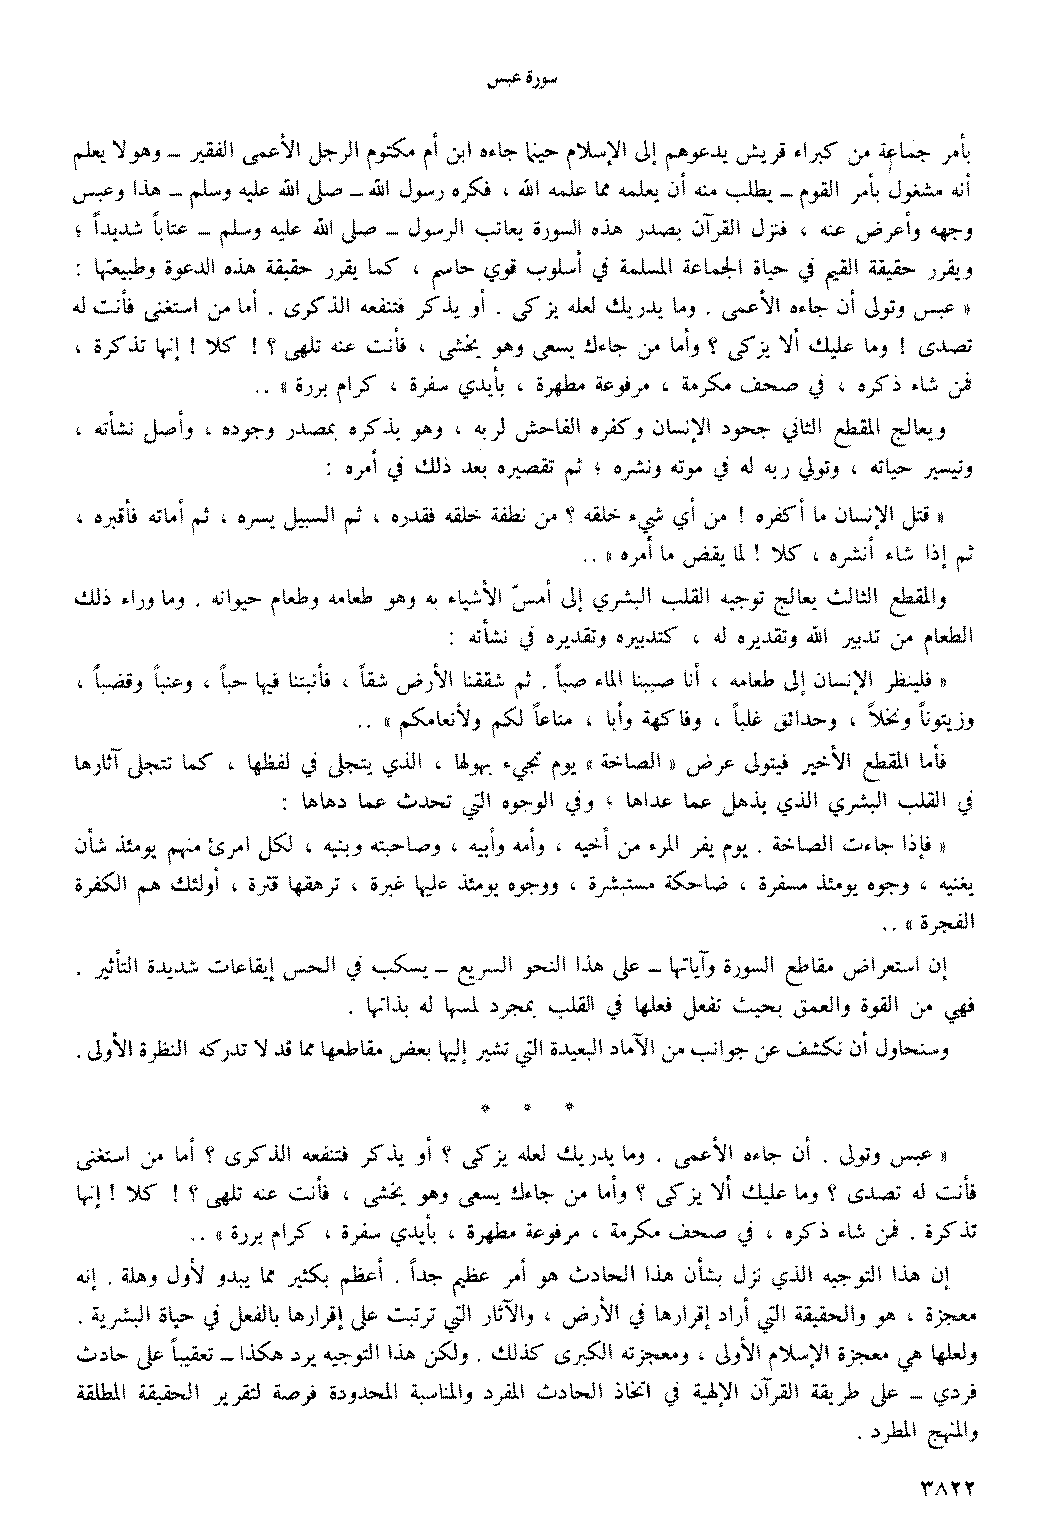 سورة عبس
بأمر جماعة من كبراء قريش يدعوهم إلى الإسلام حينما جاءه ابن أم مكتوم الرجل الأعمى الفقير – وهو لا يعلم
أنه مشغول بأمر القوم – يطلب منه أن يعلمه مما علمه الله ، فكره رسول الله – صلى الله عليه وسلم – هذا وعبس
وجهه وأعرض عنه ، فنزل القرآن بصدر هذه السورة يعاتب الرسول – صلى الله عليه وسلم – عتاباً شديداً ؛
ويقرر حقيقة القيم في حياة الجماعة المسلمة في أسلوب قوي حاسم ، كما يقرر حقيقة هذه الدعوة وطبيعتها :
« عبس وتولى أن جاءه الأعمى . وما يدريك لعله يزكى . أو يذكر فتنفعه الذكرى . أما من استغنى فأنت له
تصدى ! وما عليك ألا يزكى ؟ وأما من جاءك يسعى وهو يخشى ، فأنت عنه تلهى ؟ ! كلا ! إنها تذكرة ،
فمن شاء ذكره ، في صحف مكرمة ، مرفوعة مطهرة ، بأيدي سفرة ، كرام بررة » ..
ويعالج المقطع الثاني جحود الإنسان وكفره الفاحش لربه ، وهو يذكره بمصدر وجوده ، وأصل نشأته ،
وتيسير حياته ، وتولي ربه له في موته ونشره ؛ ثم تقصيره بعد ذلك في أمره :
« قتل الإنسان ما أكفره ! من أي شيء خلقه ؟ من نطفة خلقه فقدره ، ثم السبيل يسره ، ثم أماته فأقبره ،
ثم إذا شاء أنشره ، كلا ! لما يقض ما أمره » ..
والمقطع الثالث يعالج توجيه القلب البشري إلى أمسّ الأشياء به وهو طعامه وطعام حيوانه . وما وراء ذلك
الطعام من تدبير الله وتقديره له ، كتدبيره وتقديره في نشأته :
« فلينظر الإنسان إلى طعامه ، أنا صببنا الماء صباً . ثم شققنا الأرض شقاً ، فأنبتنا فيها حباً ، وعنباً وقضباً ،
وزيتوناً ونخلاً ، وحدائق غلباً ، وفاكهة وأبا ، متاعاً لكم ولأنعامكم » ..
فأما المقطع الأخير فيتولى عرض « الصاخة » يوم تجيء بهولها ، الذي يتجلى في لفظها ، كما تتجلى آثارها
في القلب البشري الذي يذهل عما عداها ؛ وفي الوجوه التي تحدث عما دهاها :
« فإذا جاءت الصاخة . يوم يفر المرء من أخيه ، وأمه وأبيه ، وصاحبته وبنيه ، لكل امرئ منهم يومئذ شأن
يغنيه ، وجوه يومئذ مسفرة ، ضاحكة مستبشرة ، ووجوه يومئذ عليها غبرة ، ترهقها قترة ، أولئك هم الكفرة
الفجرة » ..
إن استعراض مقاطع السورة وآياتها – على هذا النحو السريع – يسكب في الحس إيقاعات شديدة التأثير .
فهي من القوة والعمق بحيث تفعل فعلها في القلب بمجرد لمسها له بذاتها .
وسنحاول أن نكشف عن جوانب من الآماد البعيدة التي تشير إليها بعض مقاطعها مما قد لا تدركه النظرة الأولى .
* * *
« عبس وتولى . أن جاءه الأعمى . وما يدريك لعله يزكى ؟ أو يذكر فتنفعه الذكرى ؟ أما من استغنى
فأنت له تصدى ؟ وما عليك ألا يزكى ؟ وأما من جاءك يسعى وهو يخشى ، فأنت عنه تلهى ؟ ! كلا ! إنها
تذكرة . فمن شاء ذكره ، في صحف مكرمة ، مرفوعة مطهرة ، بأيدي سفرة ، كرام بررة » ..
إن هذا التوجيه الذي نزل بشأن هذا الحادث هو أمر عظيم جداً . أعظم بكثير مما يبدو لأول وهلة . إنه
معجزة ، هو والحقيقة التي أراد إقرارها في الأرض ، والآثار التي ترتبت على إقرارها بالفعل في حياة البشرية .
ولعلها هي معجزة الإسلام الأولى ، ومعجزته الكبرى كذلك . ولكن هذا التوجيه يرد هكذا – تعقيباً على حادث
فردي – على طريقة القرآن الإلهية في اتخاذ الحادث المفرد والمناسبة المحدودة فرصة لتقرير الحقيقة المطلقة
والمنهج المطرد .
٣٨٢٢